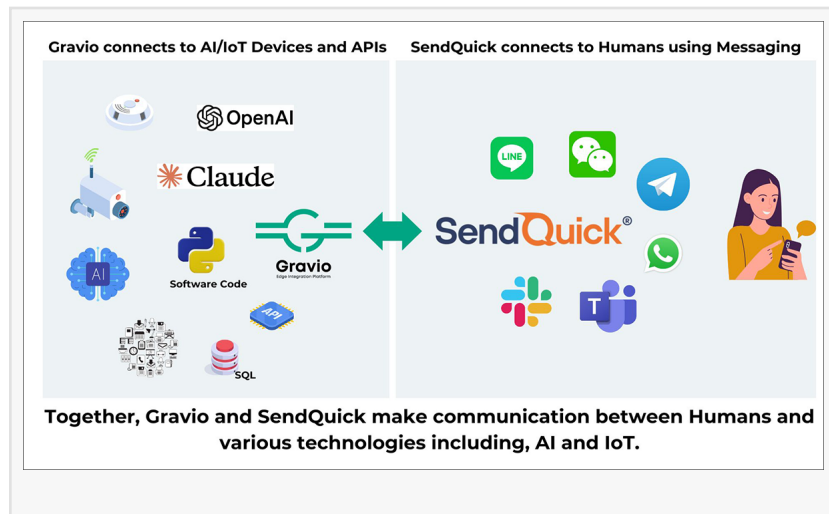 Gravio connects to AI/IoT Devices and APIs
SendQuick connects to Humans using Messaging
OpenAI
LINE
Claude
SendQuick®
Gravio
Edge Integration Platform
Software Code
AI
API
T
SQL
Together, Gravio and SendQuick make communication between Humans and
various technologies including, AI and IoT.